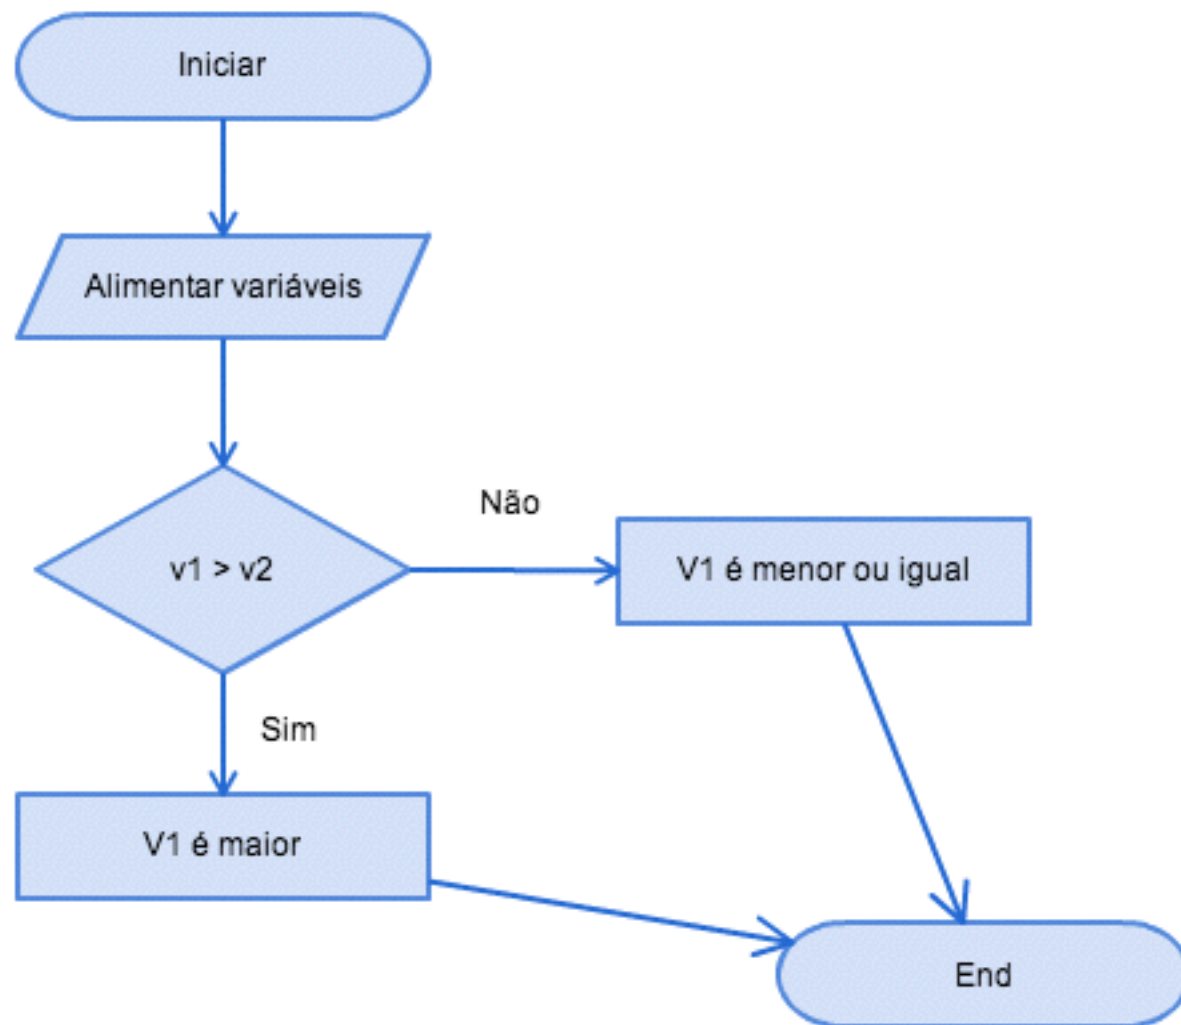 Iniciar
Alimentar variáveis
v1 > v2
Não
V1 é menor ou igual
Sim
V1 é maior
End